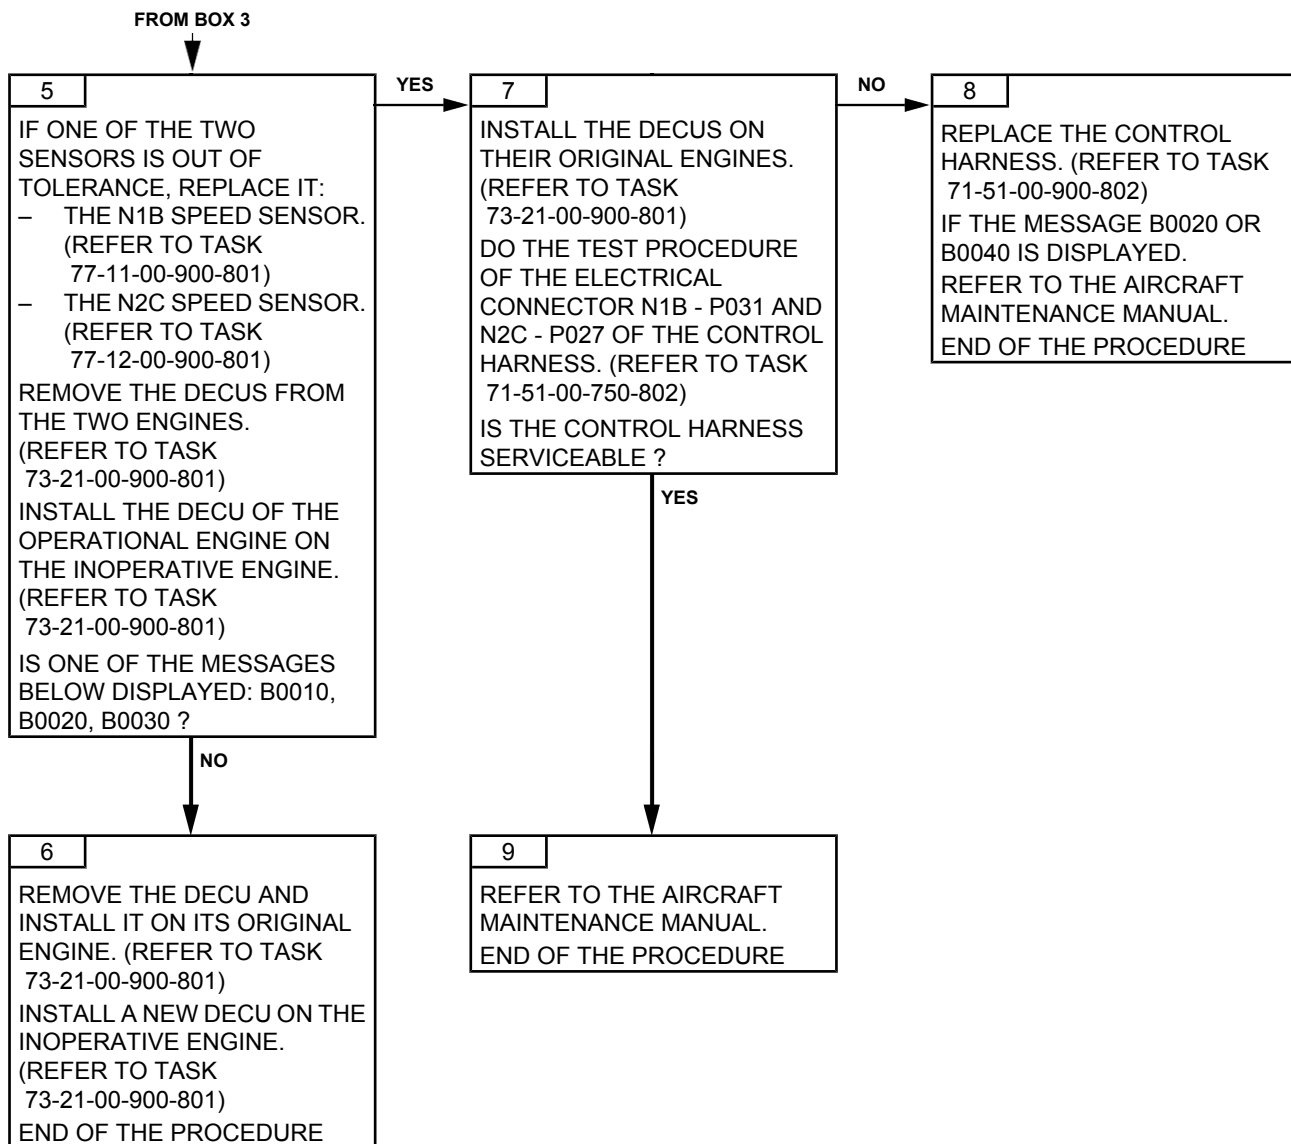 FROM BOX 3
5
IF ONE OF THE TWO
SENSORS IS OUT OF
TOLERANCE, REPLACE IT:
– THE N1B SPEED SENSOR.
(REFER TO TASK
77-11-00-900-801)
– THE N2C SPEED SENSOR.
(REFER TO TASK
77-12-00-900-801)
REMOVE THE DECUS FROM
THE TWO ENGINES.
(REFER TO TASK
73-21-00-900-801)
INSTALL THE DECU OF THE
OPERATIONAL ENGINE ON
THE INOPERATIVE ENGINE.
(REFER TO TASK
73-21-00-900-801)
IS ONE OF THE MESSAGES
BELOW DISPLAYED: B0010,
B0020, B0030 ?
YES
7
INSTALL THE DECUS ON
THEIR ORIGINAL ENGINES.
(REFER TO TASK
73-21-00-900-801)
DO THE TEST PROCEDURE
OF THE ELECTRICAL
CONNECTOR N1B - P031 AND
N2C - P027 OF THE CONTROL
HARNESS. (REFER TO TASK
71-51-00-750-802)
IS THE CONTROL HARNESS
SERVICEABLE ?
NO
8
REPLACE THE CONTROL
HARNESS. (REFER TO TASK
71-51-00-900-802)
IF THE MESSAGE B0020 OR
B0040 IS DISPLAYED.
REFER TO THE AIRCRAFT
MAINTENANCE MANUAL.
END OF THE PROCEDURE
NO
YES
6
REMOVE THE DECU AND
INSTALL IT ON ITS ORIGINAL
ENGINE. (REFER TO TASK
73-21-00-900-801)
INSTALL A NEW DECU ON THE
INOPERATIVE ENGINE.
(REFER TO TASK
73-21-00-900-801)
END OF THE PROCEDURE
9
REFER TO THE AIRCRAFT
MAINTENANCE MANUAL.
END OF THE PROCEDURE